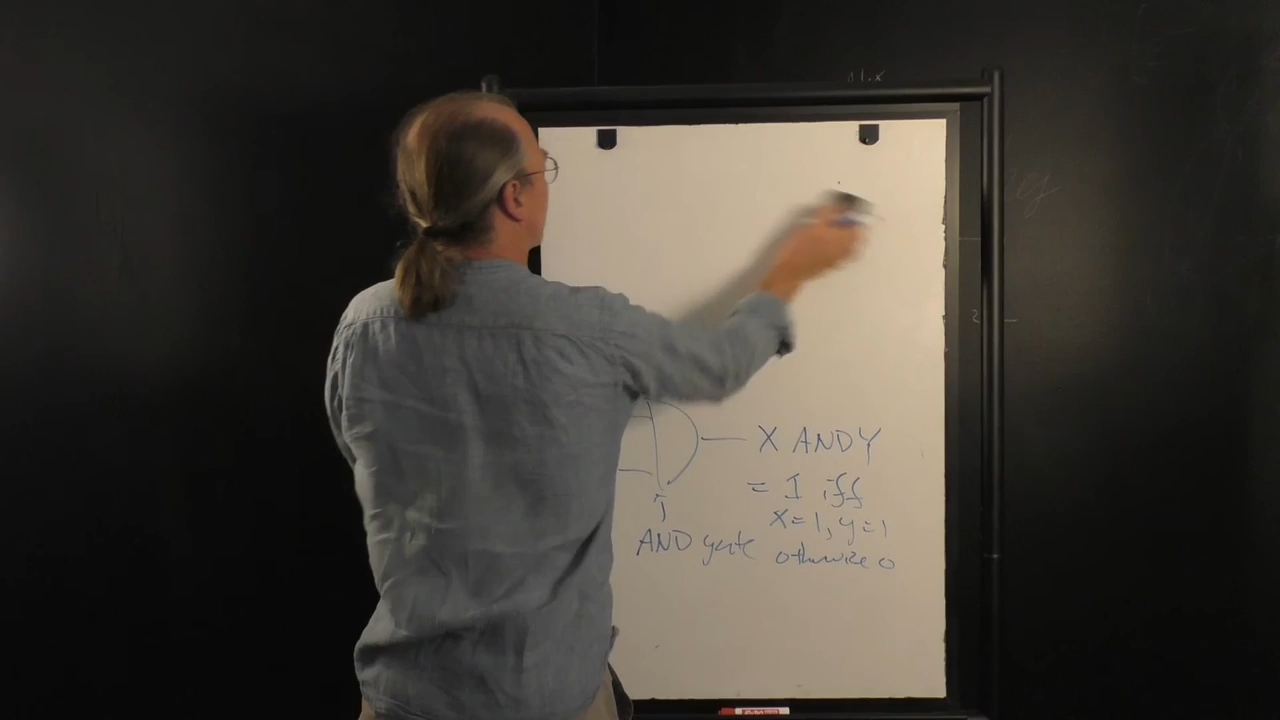 X AND Y
= 1 iff
x=1, y=1
AND gate
otherwise 0